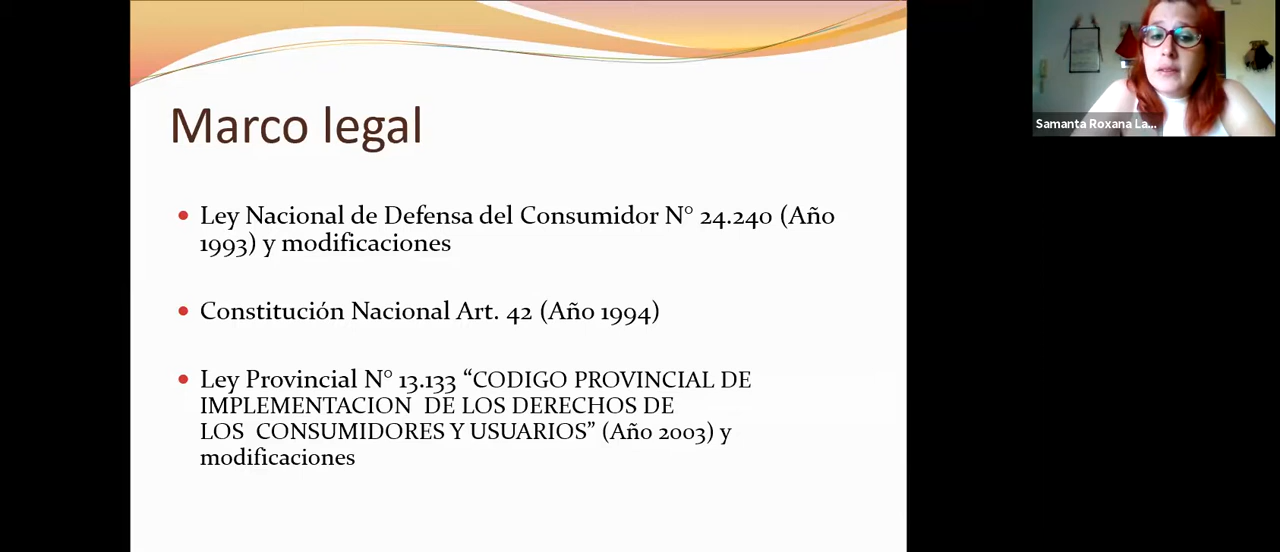 Marco legal
Ley Nacional de Defensa del Consumidor N° 24.240 (Año
1993) y modificaciones
Constitución Nacional Art. 42 (Año 1994)
Ley Provincial N° 13.133 “CODIGO PROVINCIAL DE
IMPLEMENTACION  DE LOS DERECHOS DE
LOS  CONSUMIDORES Y USUARIOS” (Año 2003) y
modificaciones
Samanta Roxana La...